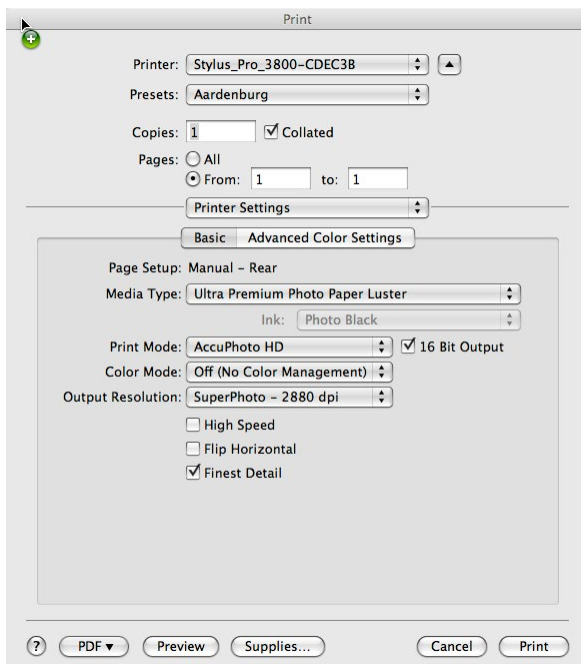 Print
Printer: Stylus_Pro_3800-CDEC3B
Presets: Aardenburg
Copies: 1 Collated
Pages: All
From: 1 to: 1
Printer Settings
Basic Advanced Color Settings
Page Setup: Manual - Rear
Media Type: Ultra Premium Photo Paper Luster
Ink: Photo Black
Print Mode: AccuPhoto HD 16 Bit Output
Color Mode: Off (No Color Management)
Output Resolution: SuperPhoto - 2880 dpi
High Speed
Flip Horizontal
Finest Detail
? PDF Preview Supplies... Cancel Print